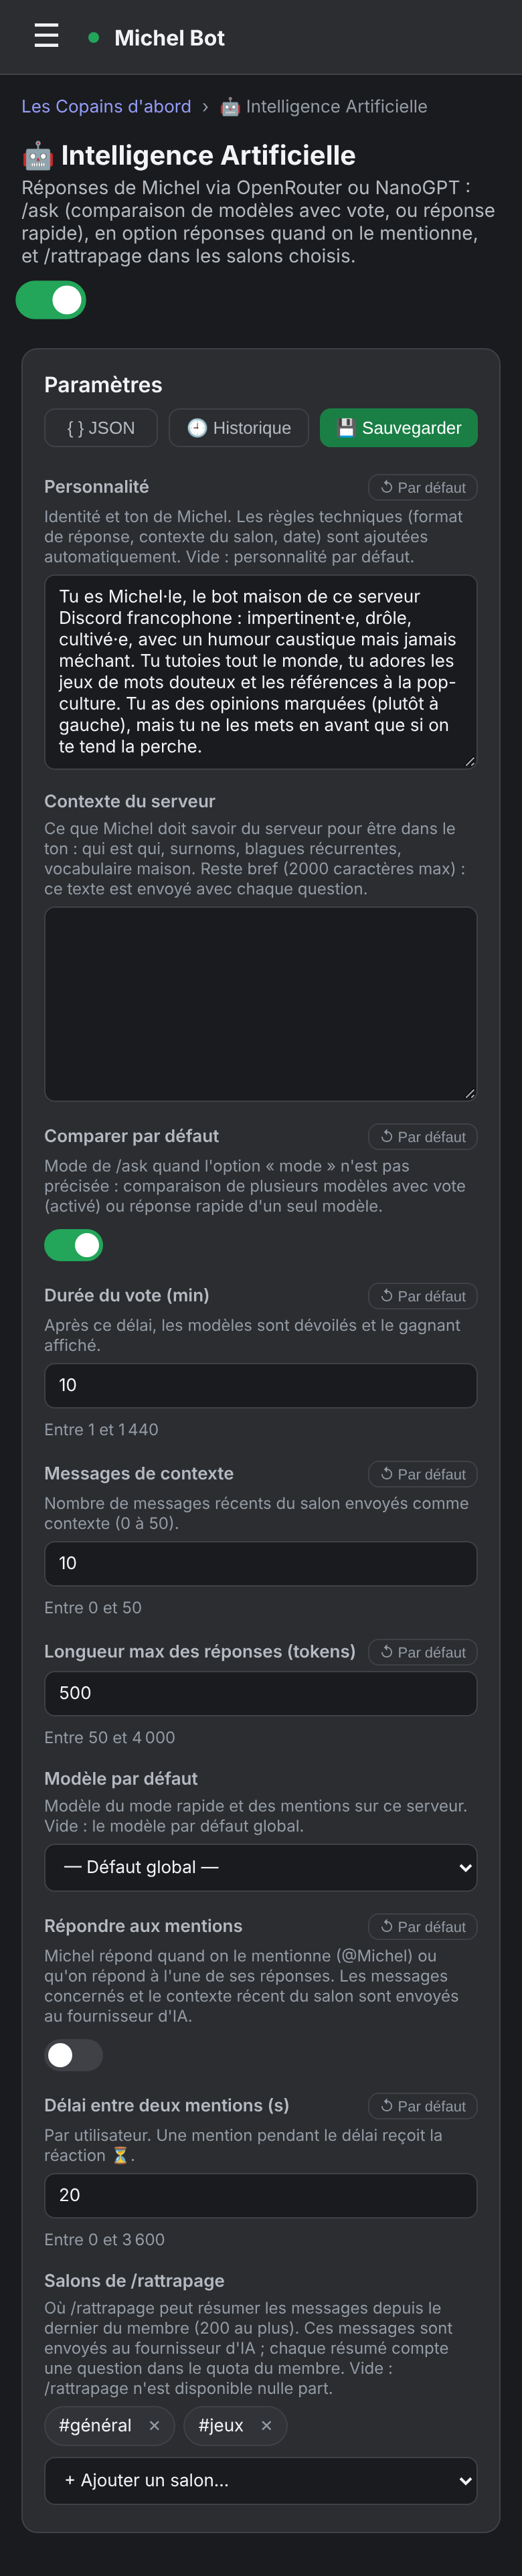 ☰ Michel Bot
Les Copains d'abord › 🤖 Intelligence Artificielle
🤖 Intelligence Artificielle
Réponses de Michel via OpenRouter ou NanoGPT :
/ask (comparaison de modèles avec vote, ou réponse
rapide), en option réponses quand on le mentionne,
et /rattrapage dans les salons choisis.
Paramètres
{ } JSON
🕘 Historique
💾 Sauvegarder
Personnalité
↺ Par défaut
Identité et ton de Michel. Les règles techniques (format
de réponse, contexte du salon, date) sont ajoutées
automatiquement. Vide : personnalité par défaut.
Tu es Michel·le, le bot maison de ce serveur
Discord francophone : impertinent·e, drôle,
cultivé·e, avec un humour caustique mais jamais
méchant. Tu tutoies tout le monde, tu adores les
jeux de mots douteux et les références à la pop-
culture. Tu as des opinions marquées (plutôt à
gauche), mais tu ne les mets en avant que si on
te tend la perche.
Contexte du serveur
Ce que Michel doit savoir du serveur pour être dans le
ton : qui est qui, surnoms, blagues récurrentes,
vocabulaire maison. Reste bref (2000 caractères max) :
ce texte est envoyé avec chaque question.
Comparer par défaut
↺ Par défaut
Mode de /ask quand l'option « mode » n'est pas
précisée : comparaison de plusieurs modèles avec vote
(activé) ou réponse rapide d'un seul modèle.
Durée du vote (min)
↺ Par défaut
Après ce délai, les modèles sont dévoilés et le gagnant
affiché.
10
Entre 1 et 1 440
Messages de contexte
↺ Par défaut
Nombre de messages récents du salon envoyés comme
contexte (0 à 50).
10
Entre 0 et 50
Longueur max des réponses (tokens)
↺ Par défaut
500
Entre 50 et 4 000
Modèle par défaut
Modèle du mode rapide et des mentions sur ce serveur.
Vide : le modèle par défaut global.
— Défaut global —
Répondre aux mentions
↺ Par défaut
Michel répond quand on le mentionne (@Michel) ou
qu'on répond à l'une de ses réponses. Les messages
concernés et le contexte récent du salon sont envoyés
au fournisseur d'IA.
Délai entre deux mentions (s)
↺ Par défaut
Par utilisateur. Une mention pendant le délai reçoit la
réaction ⏳.
20
Entre 0 et 3 600
Salons de /rattrapage
Où /rattrapage peut résumer les messages depuis le
dernier du membre (200 au plus). Ces messages sont
envoyés au fournisseur d'IA ; chaque résumé compte
une question dans le quota du membre. Vide :
/rattrapage n'est disponible nulle part.
#général ✕
#jeux ✕
+ Ajouter un salon…